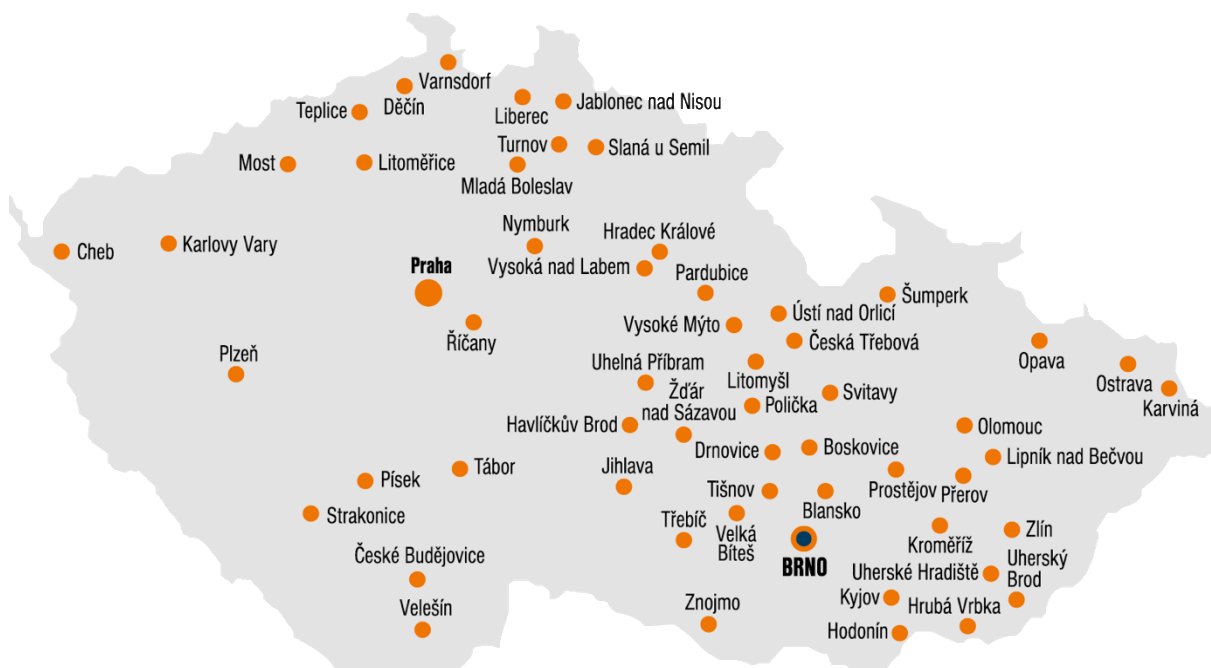 Varnsdorf
Děčín
Teplice
Liberec
Jablonec nad Nisou
Turnov
Slaná u Semil
Most
Litoměřice
Mladá Boleslav
Nymburk
Hradec Králové
Cheb
Karlovy Vary
Praha
Vysoká nad Labem
Pardubice
Šumperk
Ústí nad Orlicí
Vysoké Mýto
Říčany
Česká Třebová
Opava
Plzeň
Uhelná Příbram
Litomyšl
Ostrava
Žďár
nad Sázavou
Svitavy
Karviná
Polička
Havlíčkův Brod
Olomouc
Drnovice
Boskovice
Lipník nad Bečvou
Tábor
Jihlava
Písek
Tišnov
Prostějov
Přerov
Blansko
Strakonice
Třebíč
Velká
Bíteš
Zlín
Kroměříž
České Budějovice
BRNO
Uherský
Brod
Uherské Hradiště
Velešín
Znojmo
Kyjov
Hrubá Vrbka
Hodonín